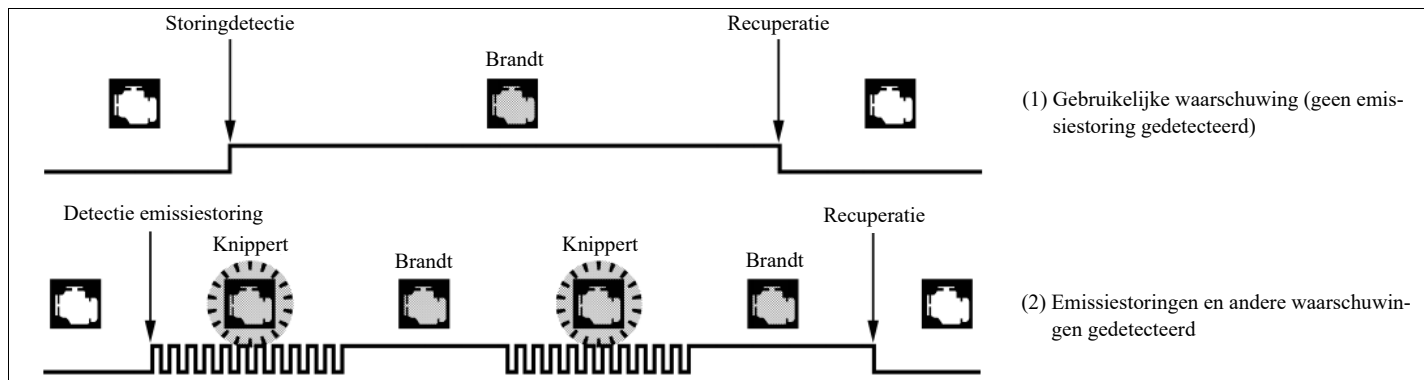 Storingdetectie
Recuperatie
Brandt
(1) Gebruikelijke waarschuwing (geen emis-
siestoring gedetecteerd)
Detectie emissiestoring
Recuperatie
Knippert
Brandt
Knippert
Brandt
(2) Emissiestoringen en andere waarschuwin-
gen gedetecteerd